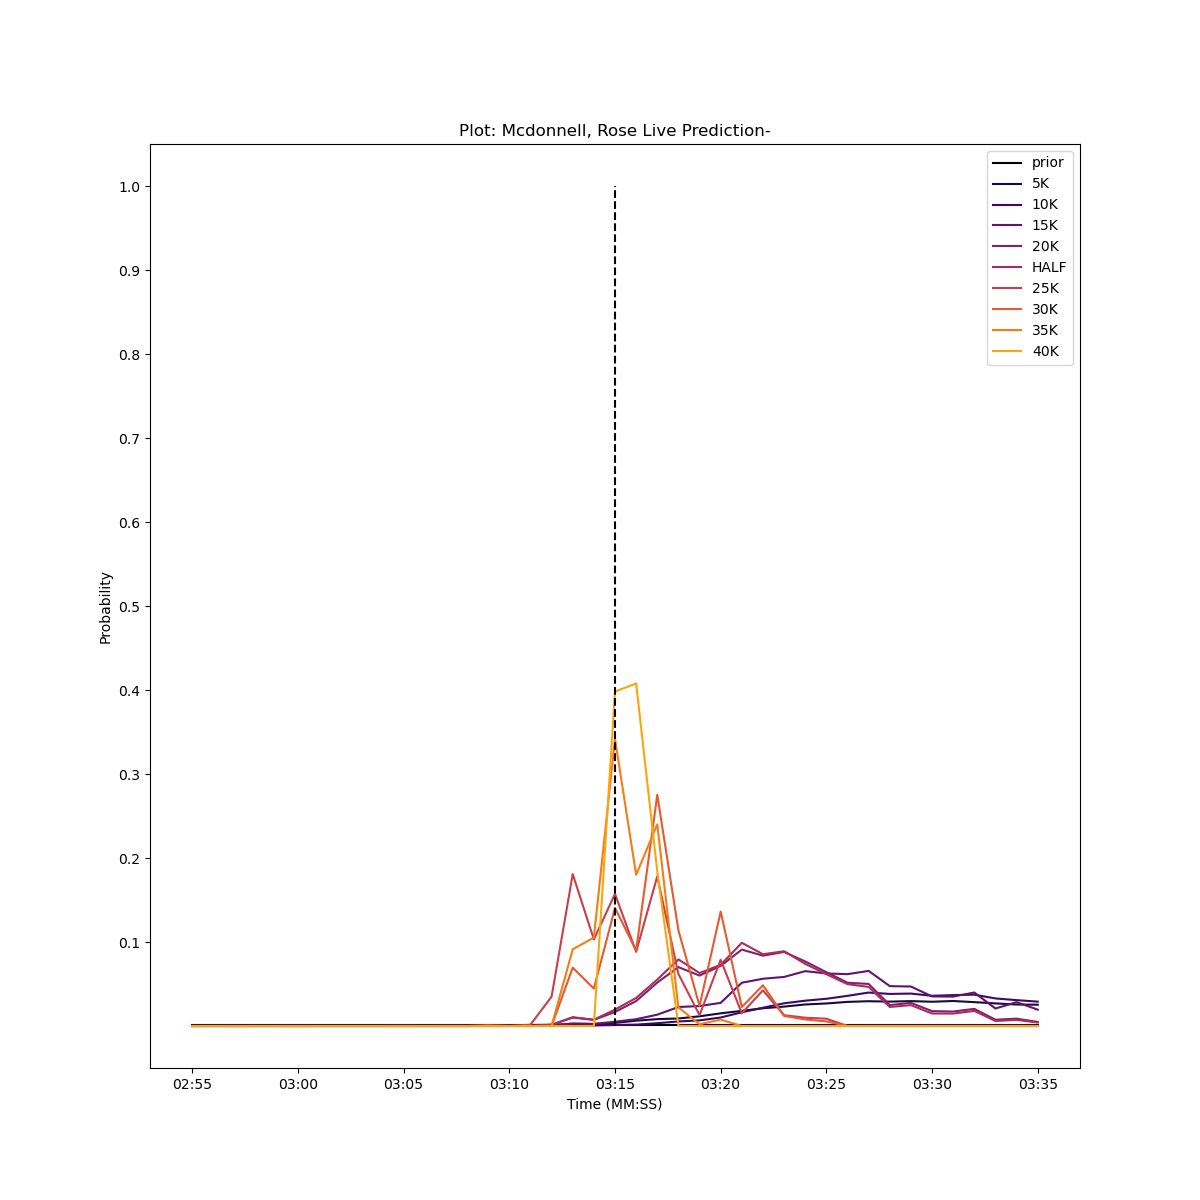 Plot: Mcdonnell, Rose Live Prediction-
prior
5K
10K
15K
20K
HALF
25K
30K
35K
40K
1.0
0.9
0.8
0.7
0.6
0.5
0.4
0.3
0.2
0.1
Probability
02:55 03:00 03:05 03:10 03:15 03:20 03:25 03:30 03:35
Time (MM:SS)